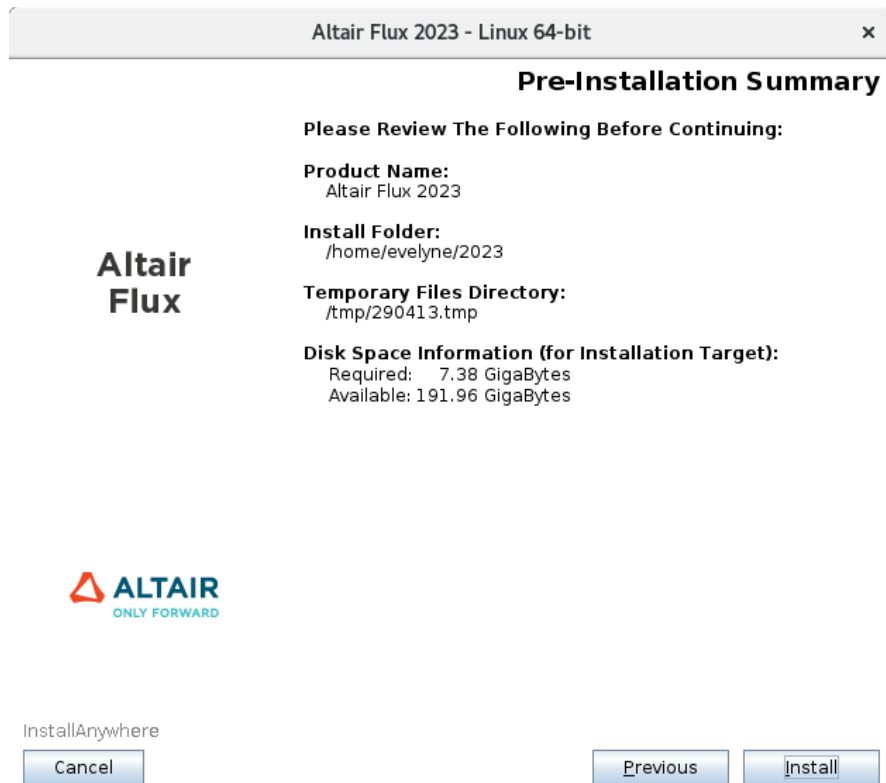 Altair Flux 2023 - Linux 64-bit
×
Pre-Installation Summary
Please Review The Following Before Continuing:
Product Name:
Altair Flux 2023
Install Folder:
/home/evelyne/2023
Temporary Files Directory:
/tmp/290413.tmp
Disk Space Information (for Installation Target):
Required: 7.38 GigaBytes
Available: 191.96 GigaBytes
Altair
Flux
ALTAIR
ONLY FORWARD
InstallAnywhere
Cancel
Previous
Install